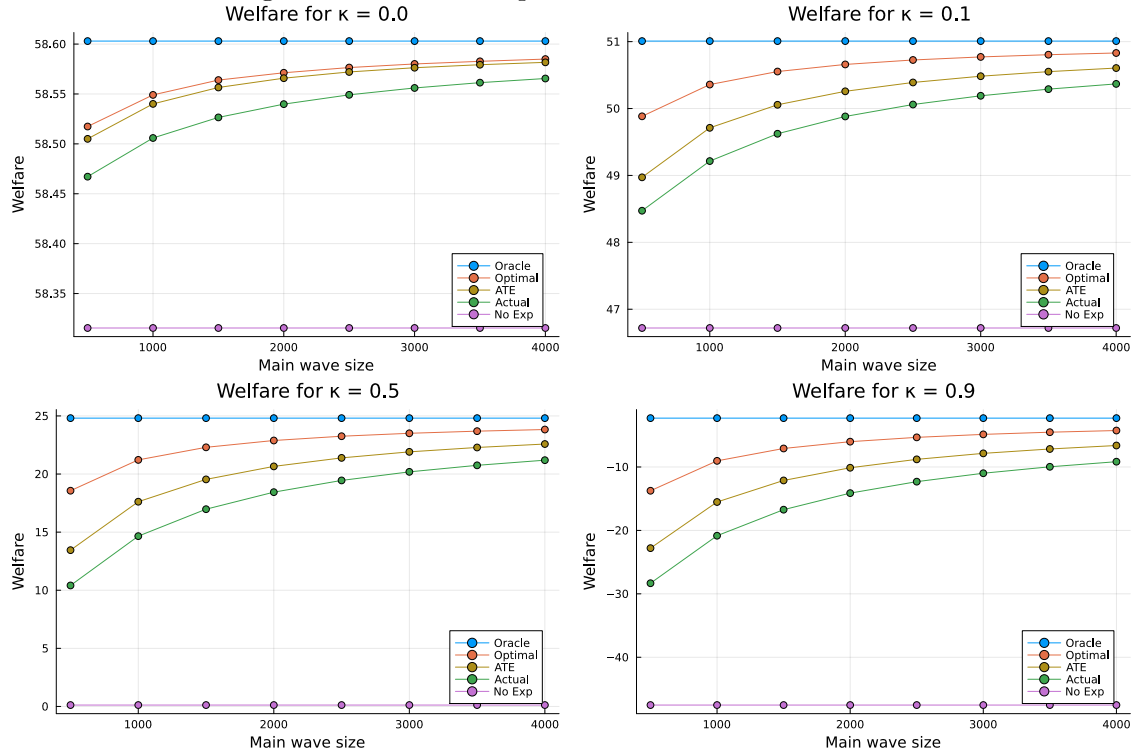 Welfare for κ = 0.0
58.60
58.55
58.50
58.45
58.40
58.35
Welfare
Oracle
Optimal
ATE
Actual
No Exp
1000
2000
3000
4000
Main wave size
Welfare for κ = 0.1
51
50
49
48
47
Welfare
Oracle
Optimal
ATE
Actual
No Exp
1000
2000
3000
4000
Main wave size
Welfare for κ = 0.5
25
20
15
10
5
0
Welfare
Oracle
Optimal
ATE
Actual
No Exp
1000
2000
3000
4000
Main wave size
Welfare for κ = 0.9
−10
−20
−30
−40
Welfare
Oracle
Optimal
ATE
Actual
No Exp
1000
2000
3000
4000
Main wave size